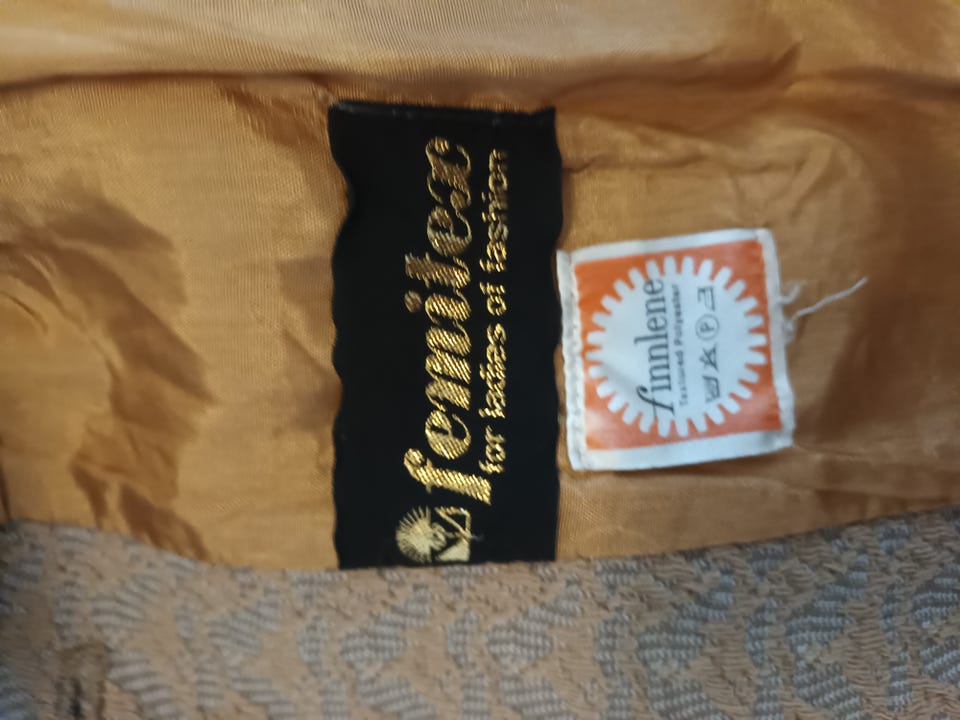 femitex
for ladies of fashion
finnlene
Textured Polyester
P